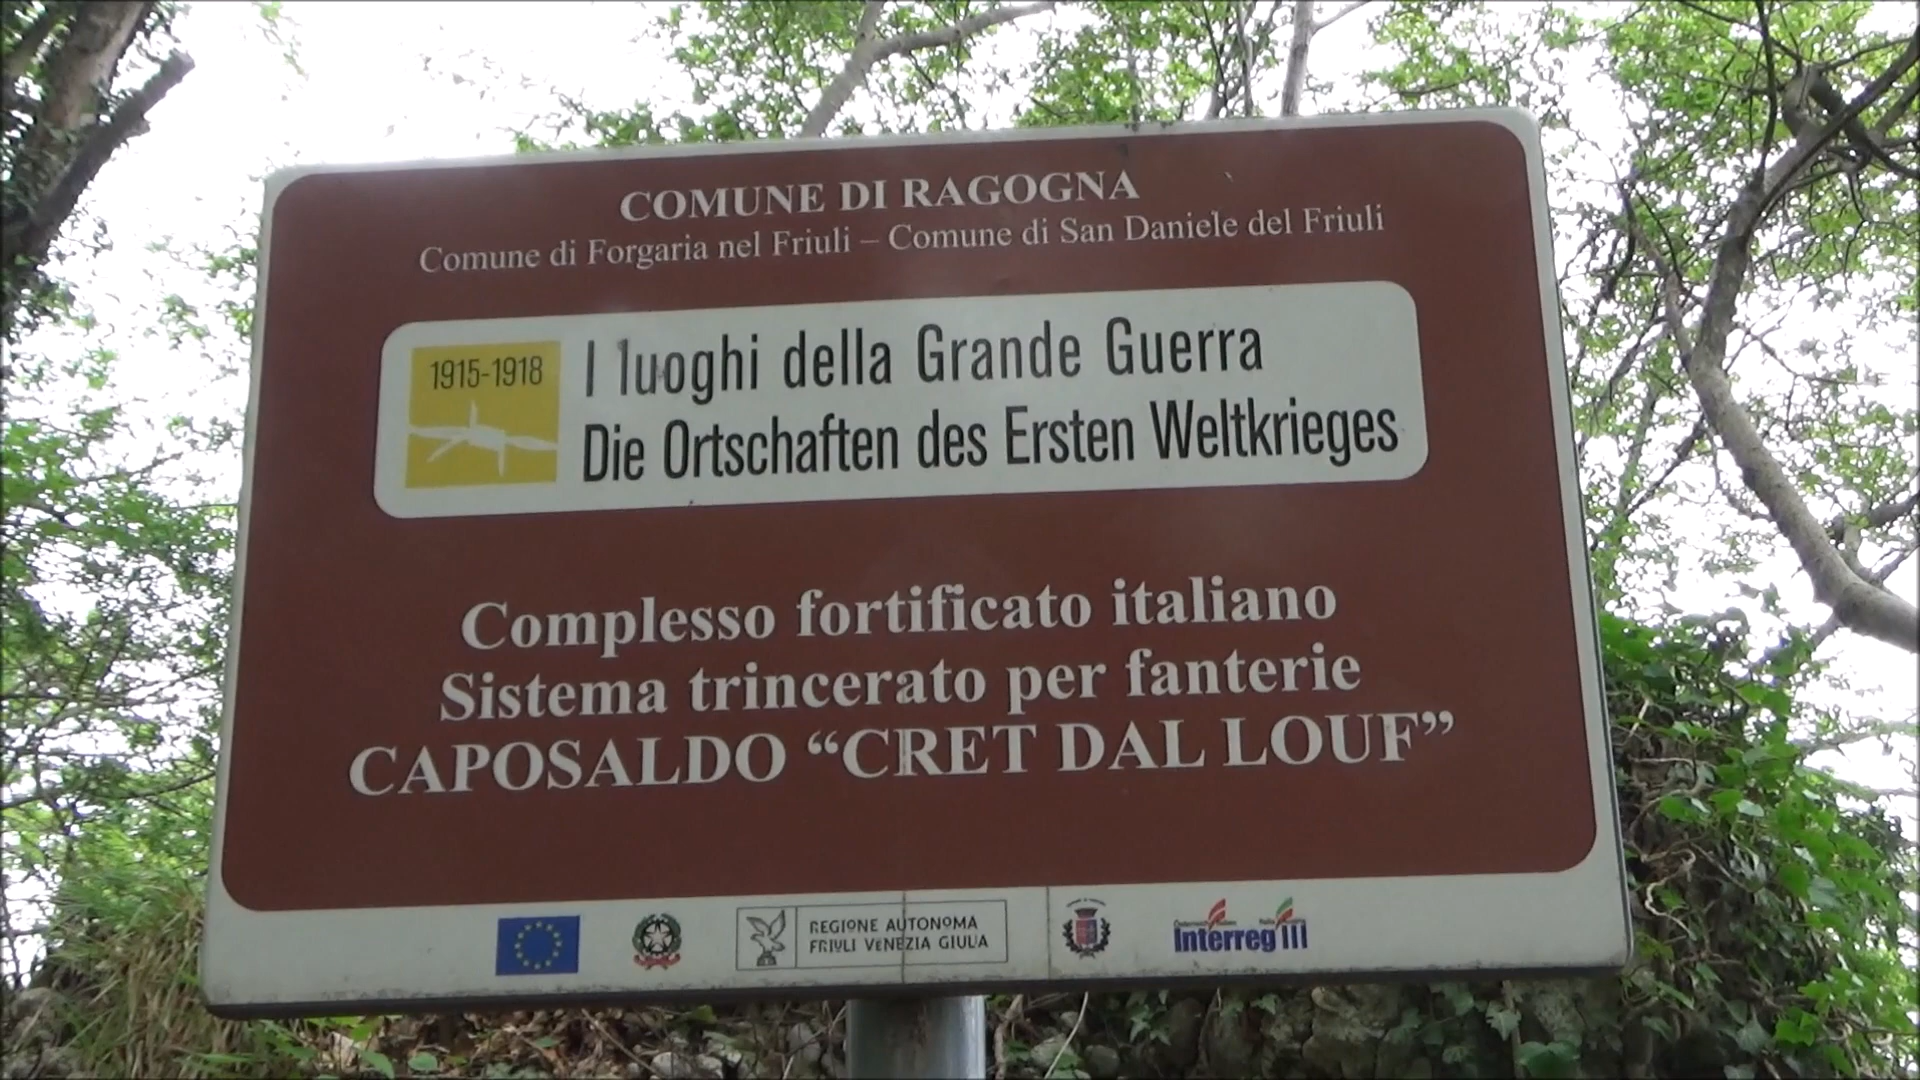 COMUNE DI RAGOGNA
Comune di Forgaria nel Friuli – Comune di San Daniele del Friuli
1915-1918
I luoghi della Grande Guerra
Die Ortschaften des Ersten Weltkrieges
Complesso fortificato italiano
Sistema trincerato per fanterie
CAPOSALDO “CRET DAL LOUF”
REGIONE AUTONOMA
FRIULI VENEZIA GIULIA
Interreg III